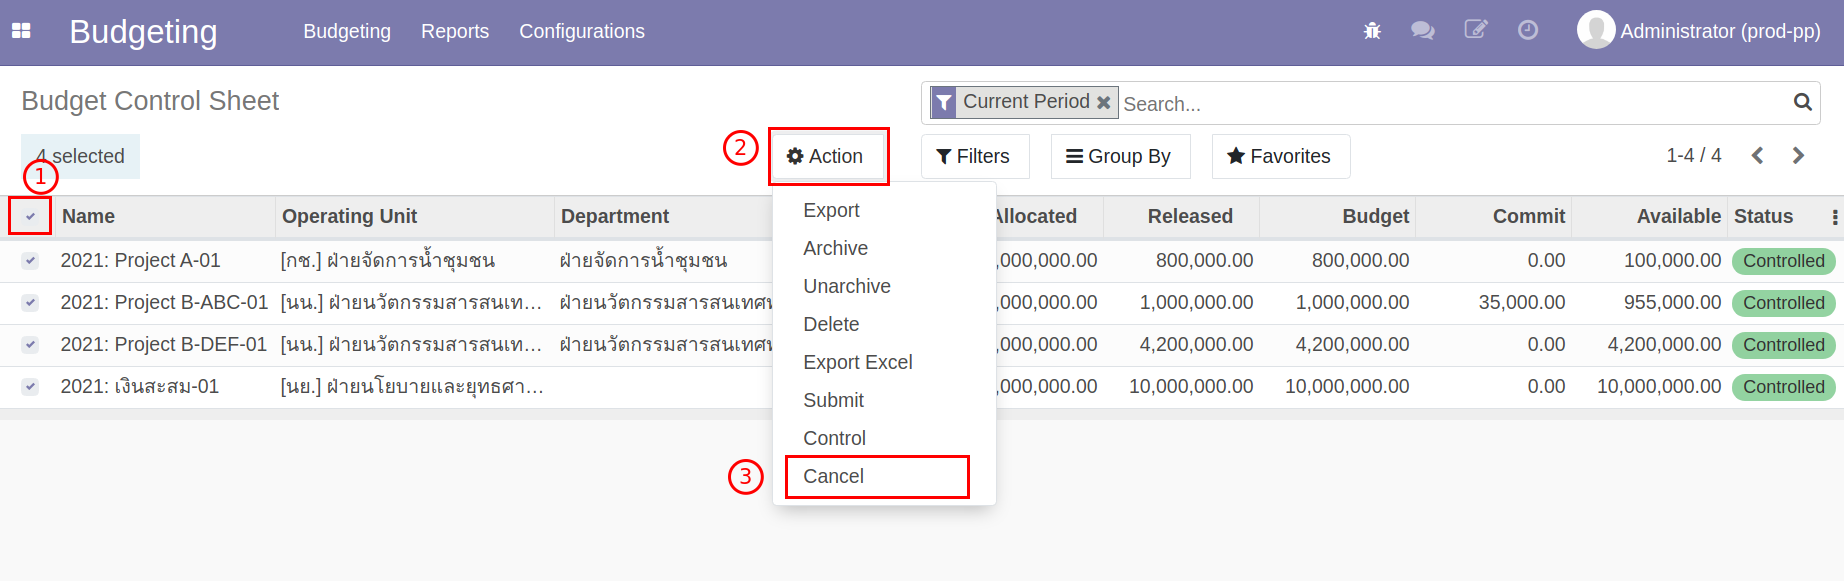 Budgeting Budgeting Reports Configurations Administrator (prod-pp)
Budget Control Sheet Current Period Search...
4 selected 2 Action Filters Group By Favorites 1-4 / 4
1
Name Operating Unit Department Allocated Released Budget Commit Available Status
2021: Project A-01 [กช.] ฝ่ายจัดการน้ำชุมชน ฝ่ายจัดการน้ำชุมชน ,000,000.00 800,000.00 800,000.00 0.00 100,000.00 Controlled
2021: Project B-ABC-01 [นน.] ฝ่ายนวัตกรรมสารสนเท... ฝ่ายนวัตกรรมสารสนเทศ ,000,000.00 1,000,000.00 1,000,000.00 35,000.00 955,000.00 Controlled
2021: Project B-DEF-01 [นน.] ฝ่ายนวัตกรรมสารสนเท... ฝ่ายนวัตกรรมสารสนเทศ ,000,000.00 4,200,000.00 4,200,000.00 0.00 4,200,000.00 Controlled
2021: เงินสะสม-01 [นย.] ฝ่ายนโยบายและยุทธศา... ,000,000.00 10,000,000.00 10,000,000.00 0.00 10,000,000.00 Controlled
Export
Archive
Unarchive
Delete
Export Excel
Submit
Control
3 Cancel